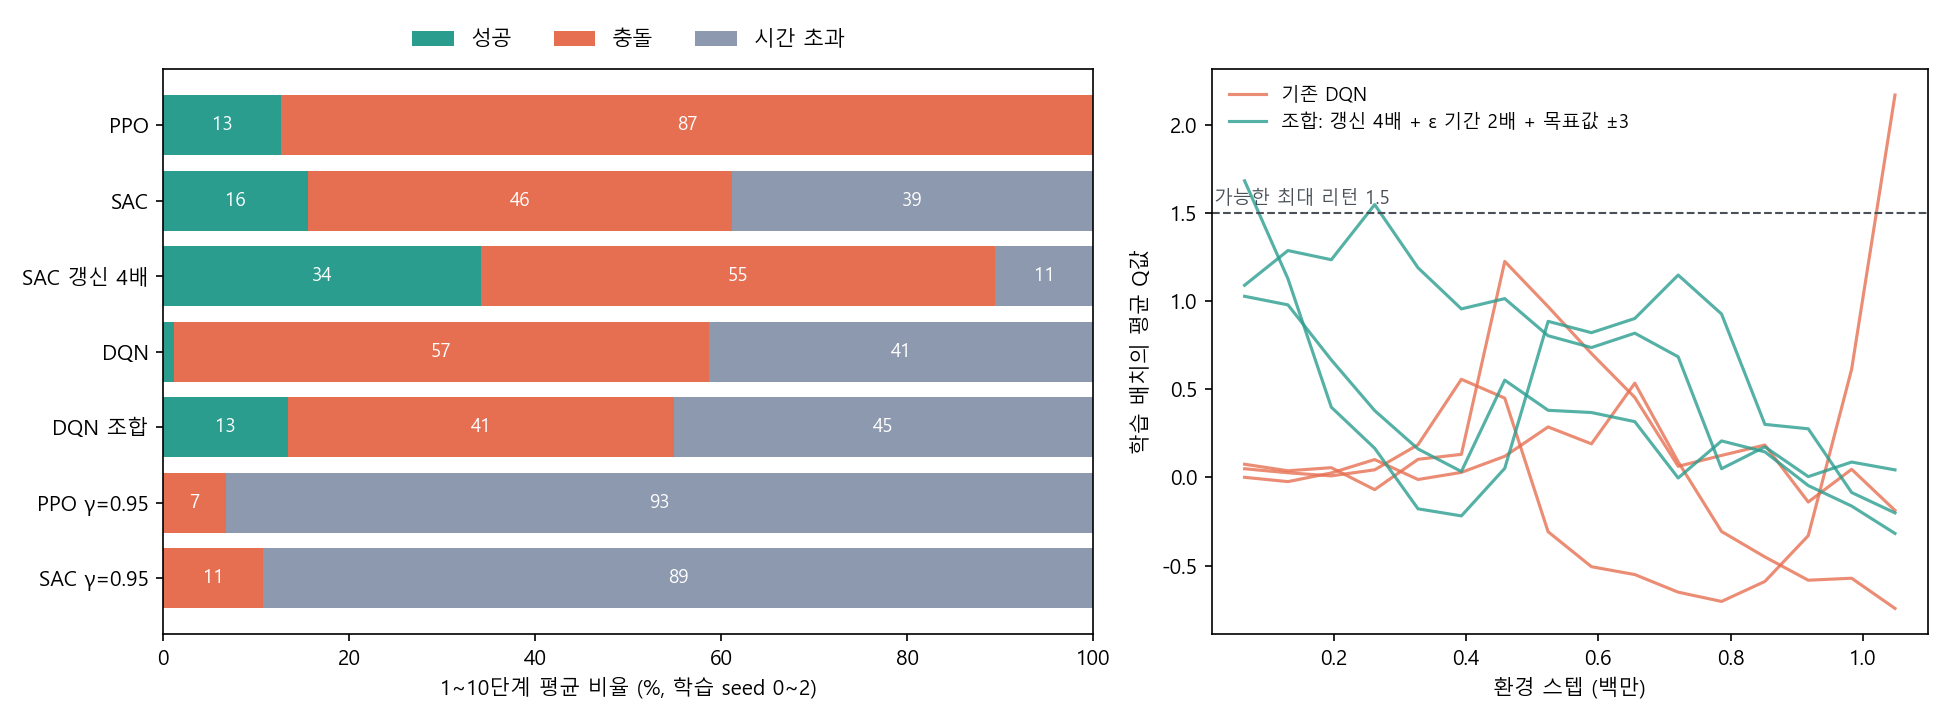 성공 충돌 시간 초과
PPO 13 87
SAC 16 46 39
SAC 갱신 4배 34 55 11
DQN 57 41
DQN 조합 13 41 45
PPO γ=0.95 7 93
SAC γ=0.95 11 89
0 20 40 60 80 100
1~10단계 평균 비율 (%, 학습 seed 0~2)
기존 DQN
조합: 갱신 4배 + ε 기간 2배 + 목표값 ±3
가능한 최대 리턴 1.5
학습 배치의 평균 Q값
2.0
1.5
1.0
0.5
0.0
-0.5
0.2 0.4 0.6 0.8 1.0
환경 스텝 (백만)